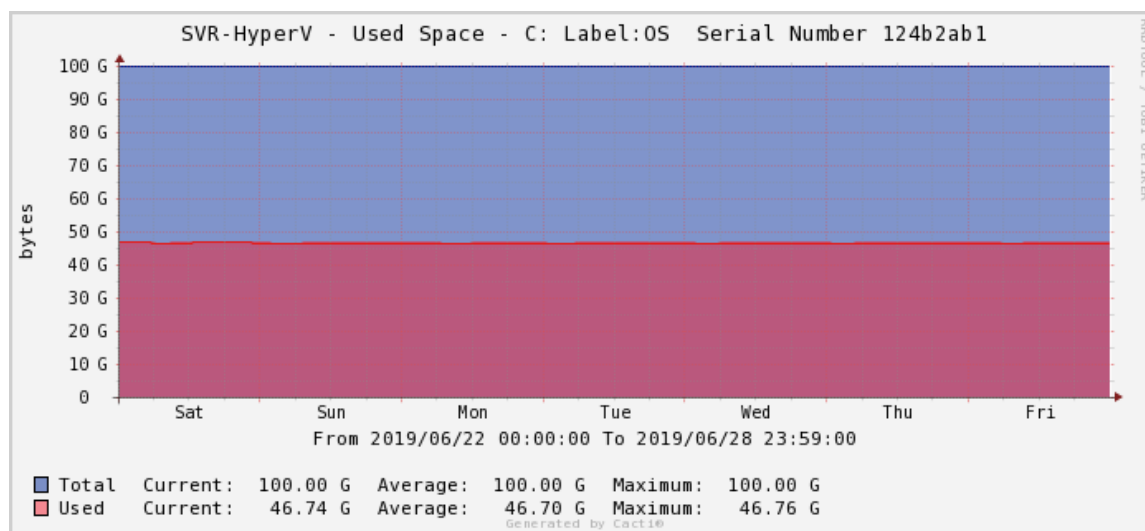 SVR-HyperV - Used Space - C: Label:OS  Serial Number 124b2ab1
RRDTOOL / TOBI OETIKER
bytes
100 G
90 G
80 G
70 G
60 G
50 G
40 G
30 G
20 G
10 G
0
Sat Sun Mon Tue Wed Thu Fri
From 2019/06/22 00:00:00 To 2019/06/28 23:59:00
Total Current: 100.00 G Average: 100.00 G Maximum: 100.00 G
Used Current: 46.74 G Average: 46.70 G Maximum: 46.76 G
Generated by Cacti®